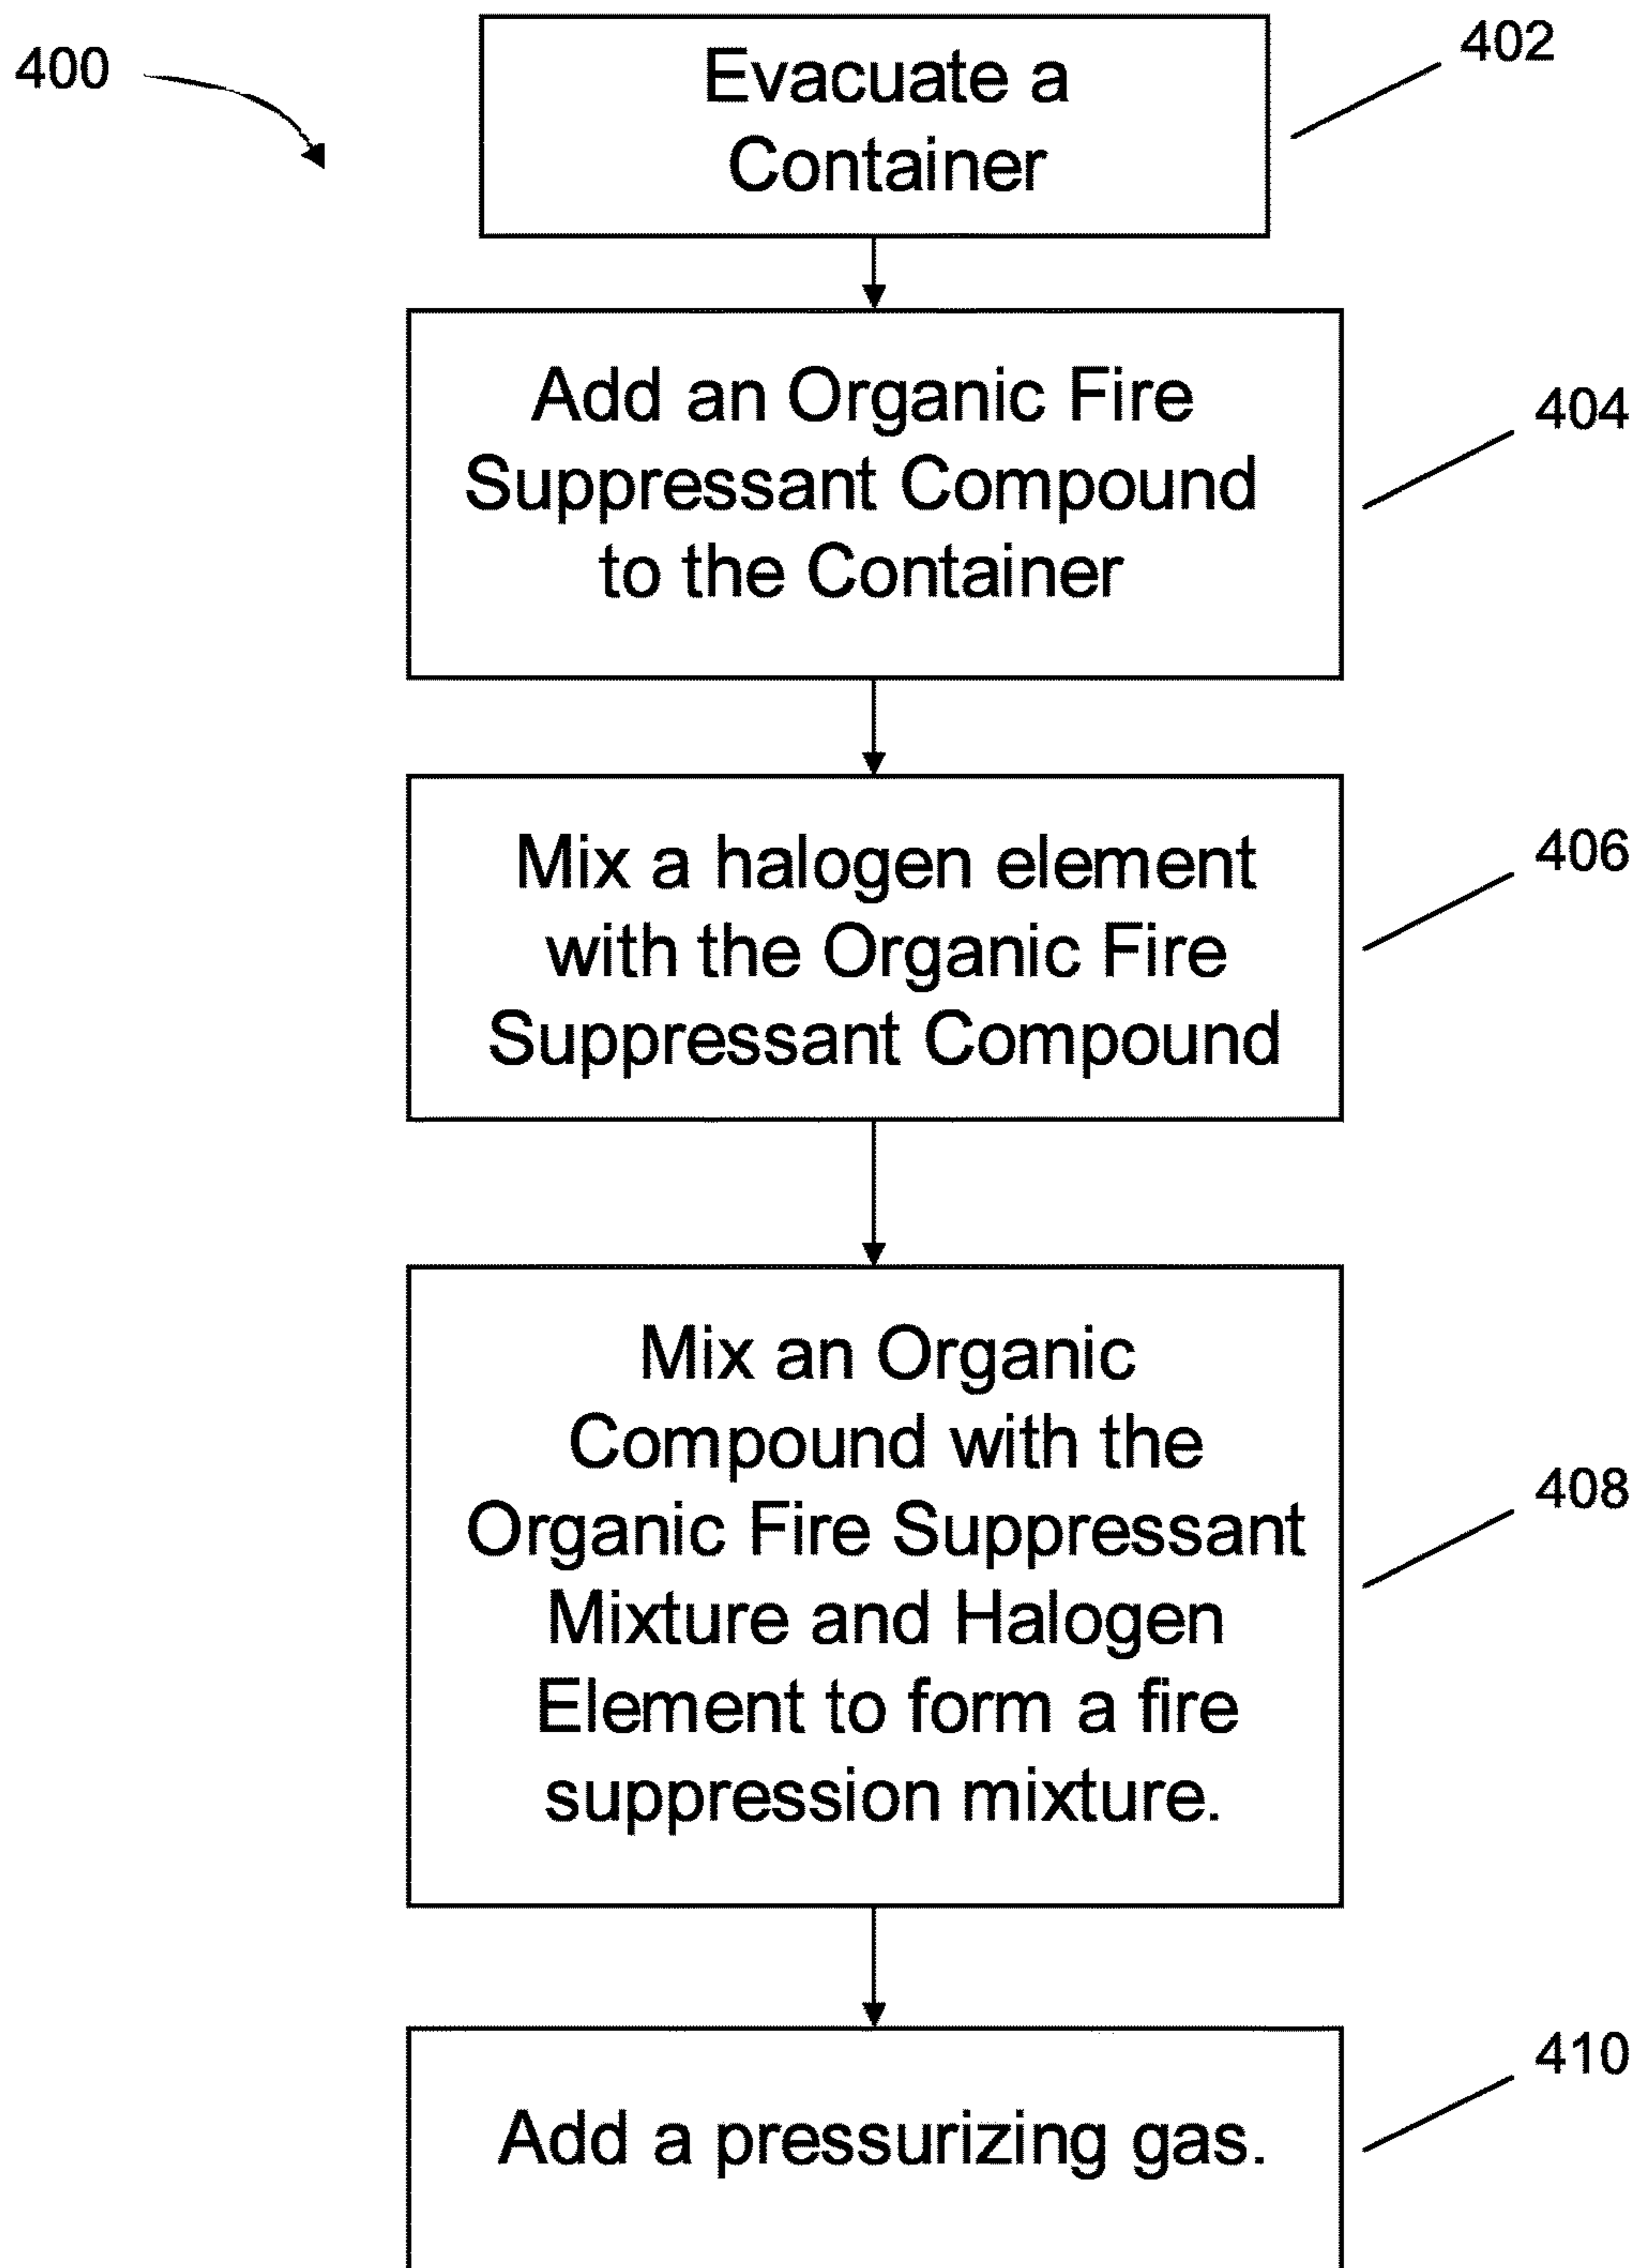 400
Evacuate a
Container
402
Add an Organic Fire
Suppressant Compound
to the Container
404
Mix a halogen element
with the Organic Fire
Suppressant Compound
406
Mix an Organic
Compound with the
Organic Fire Suppressant
Mixture and Halogen
Element to form a fire
suppression mixture.
408
Add a pressurizing gas.
410